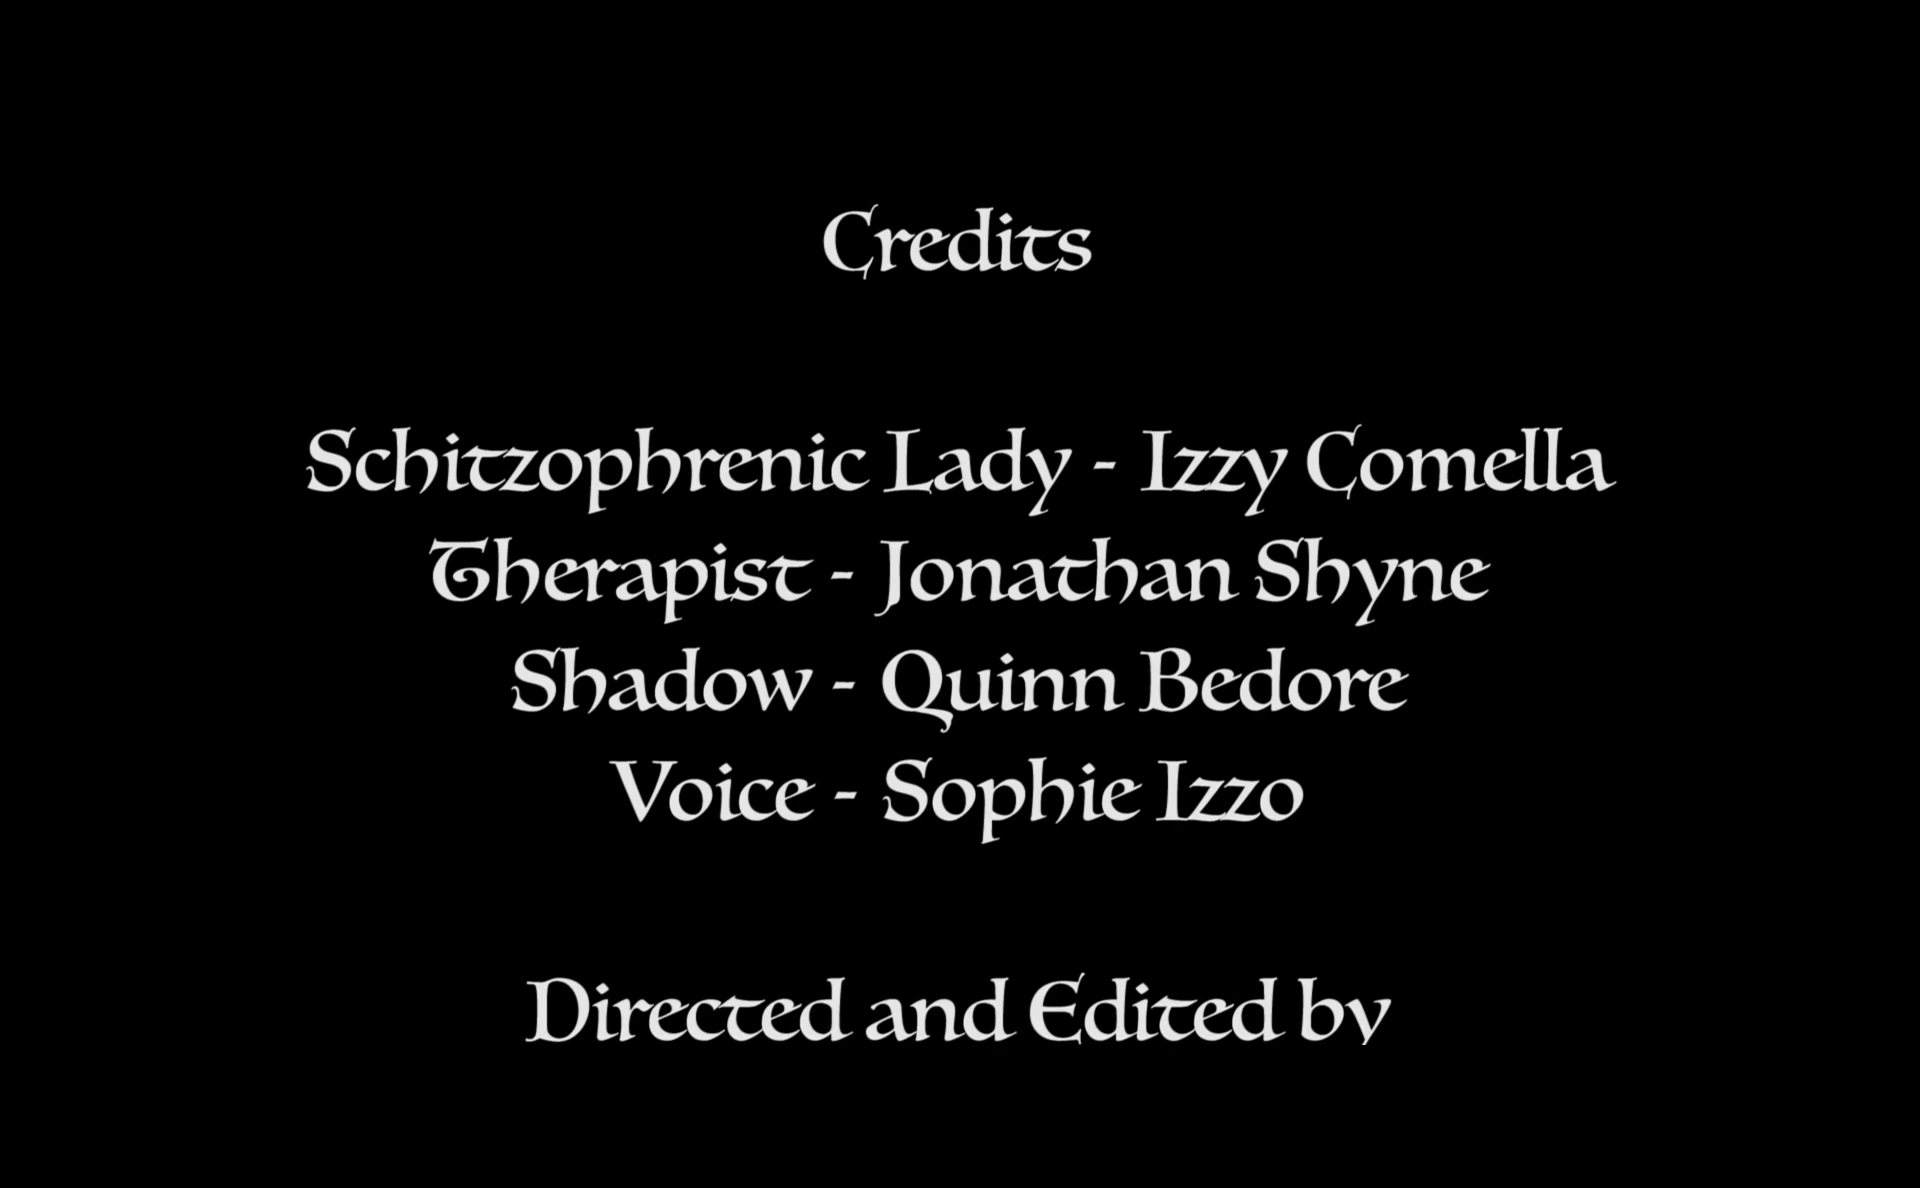 Credits
Schitzophrenic Lady - Izzy Comella
Therapist - Jonathan Shyne
Shadow - Quinn Bedore
Voice - Sophie Izzo
Directed and Edited by